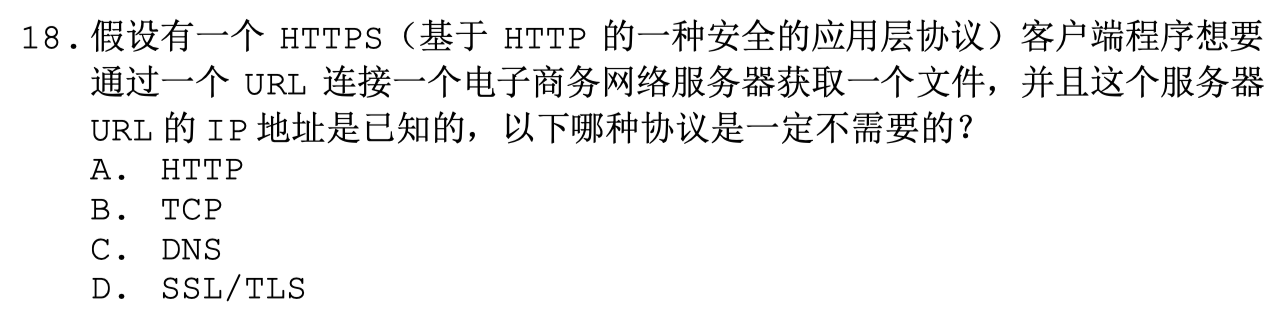 18.假设有一个 HTTPS（基于 HTTP 的一种安全的应用层协议）客户端程序想要
通过一个 URL 连接一个电子商务网络服务器获取一个文件，并且这个服务器
URL 的 IP 地址是已知的，以下哪种协议是一定不需要的？
A. HTTP
B. TCP
C. DNS
D. SSL/TLS